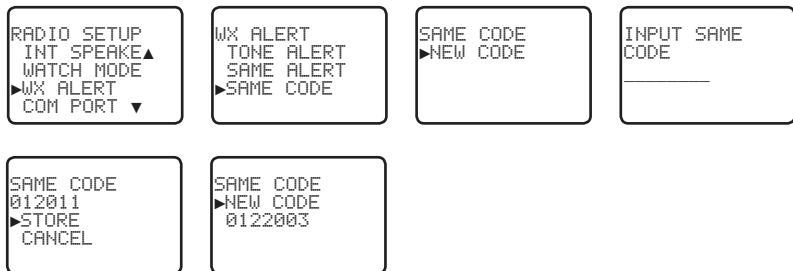 RADIO SETUP
INT SPEAKE▲
WATCH MODE
►WX ALERT
COM PORT ▼
WX ALERT
TONE ALERT
SAME ALERT
►SAME CODE
SAME CODE
►NEW CODE
INPUT SAME
CODE
________
SAME CODE
012011
►STORE
CANCEL
SAME CODE
►NEW CODE
0122003